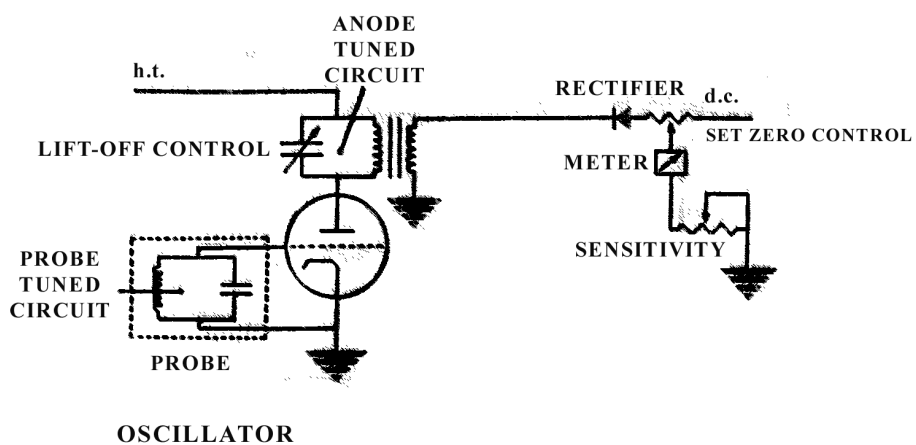 ANODE
TUNED
CIRCUIT
h.t.
RECTIFIER
d.c.
LIFT-OFF CONTROL
SET ZERO CONTROL
METER
SENSITIVITY
PROBE
TUNED
CIRCUIT
PROBE
OSCILLATOR